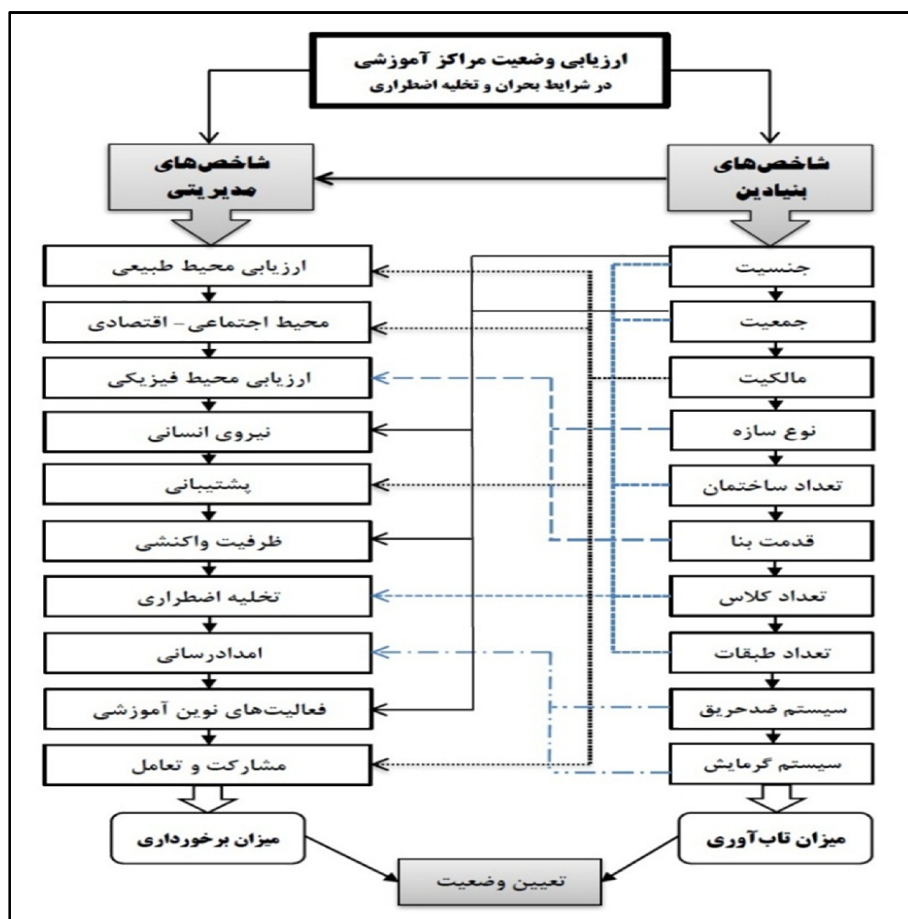 ارزیابی وضعیت مراکز آموزشی
در شرایط بحران و تخلیه اضطراری
شاخص‌های
بنیادین
جنسیت
جمعیت
مالکیت
نوع سازه
تعداد ساختمان
قدمت بنا
تعداد کلاس
تعداد طبقات
سیستم ضدحریق
سیستم گرمایش
میزان تاب‌آوری
شاخص‌های
مدیریتی
ارزیابی محیط طبیعی
محیط اجتماعی – اقتصادی
ارزیابی محیط فیزیکی
نیروی انسانی
پشتیبانی
ظرفیت واکنشی
تخلیه اضطراری
امدادرسانی
فعالیت‌های نوین آموزشی
مشارکت و تعامل
میزان برخورداری
تعیین وضعیت